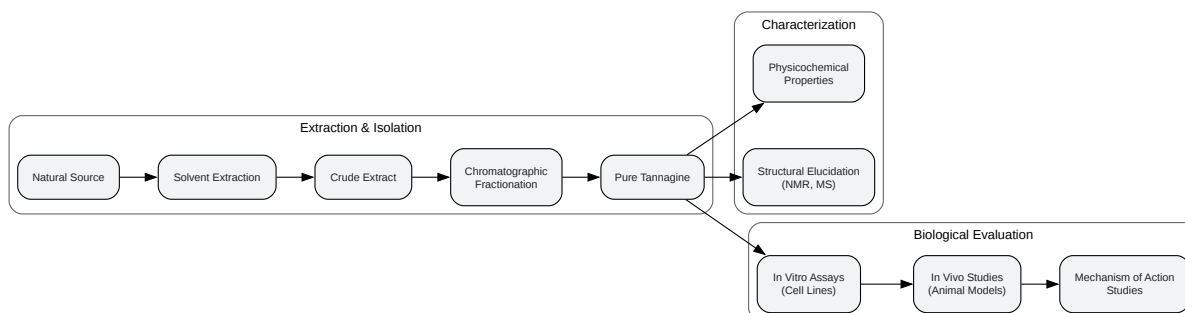 Characterization
Physicochemical
Properties
Extraction & Isolation
Natural Source
Solvent Extraction
Crude Extract
Chromatographic
Fractionation
Pure Tannagine
Structural Elucidation
(NMR, MS)
Biological Evaluation
In Vitro Assays
(Cell Lines)
In Vivo Studies
(Animal Models)
Mechanism of Action
Studies